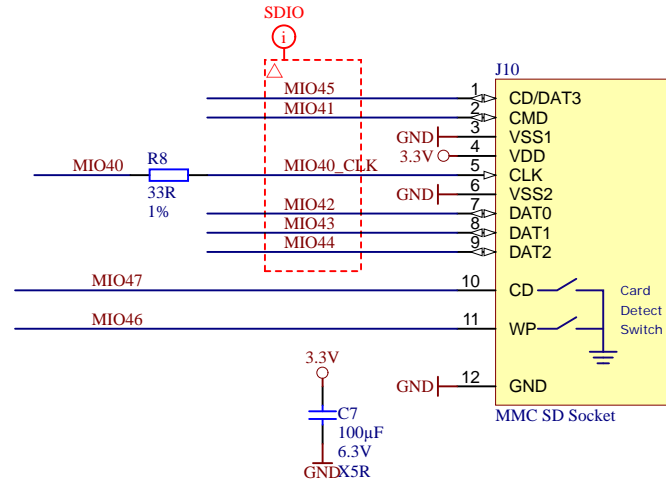 SDIO
i
J10
MIO45 1 CD/DAT3
MIO41 2 CMD
GND 3 VSS1
3.3V 4 VDD
MIO40 R8 MIO40_CLK 5 CLK
33R
1%
GND 6 VSS2
MIO42 7 DAT0
MIO43 8 DAT1
MIO44 9 DAT2
MIO47 10 CD Card
Detect
MIO46 11 WP Switch
3.3V
GND 12 GND
C7
100µF
6.3V
X5R
GND
MMC SD Socket